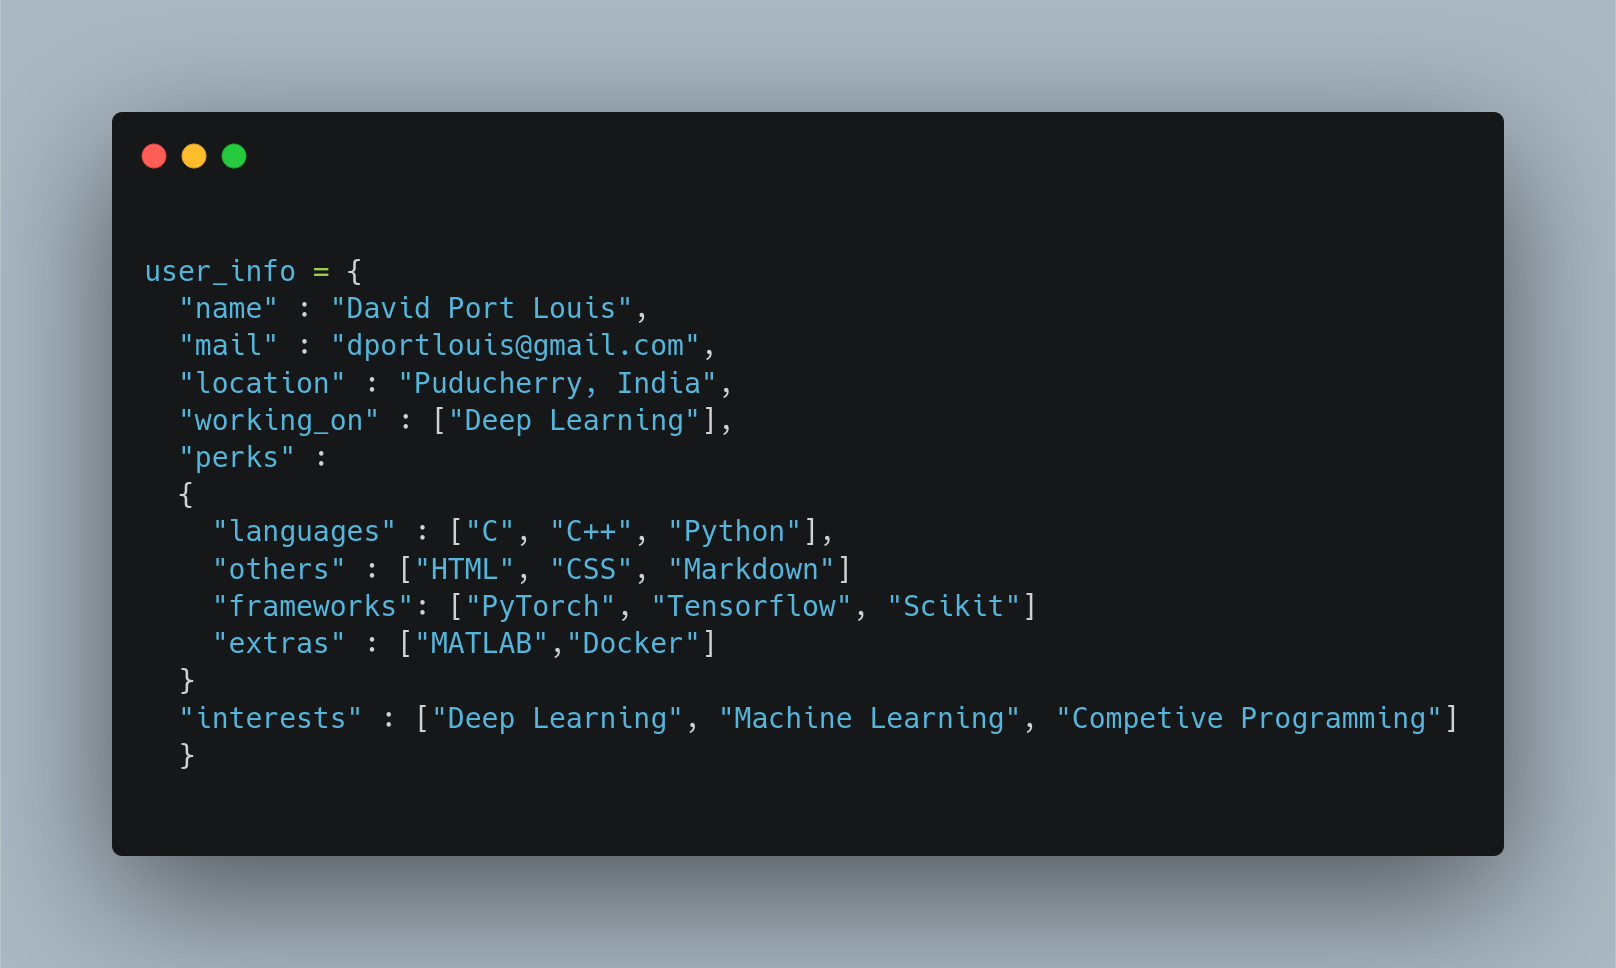 user_info = {
  "name" : "David Port Louis",
  "mail" : "dportlouis@gmail.com",
  "location" : "Puducherry, India",
  "working_on" : ["Deep Learning"],
  "perks" :
  {
    "languages" : ["C", "C++", "Python"],
    "others" : ["HTML", "CSS", "Markdown"]
    "frameworks": ["PyTorch", "Tensorflow", "Scikit"]
    "extras" : ["MATLAB","Docker"]
  }
  "interests" : ["Deep Learning", "Machine Learning", "Competive Programming"]
  }